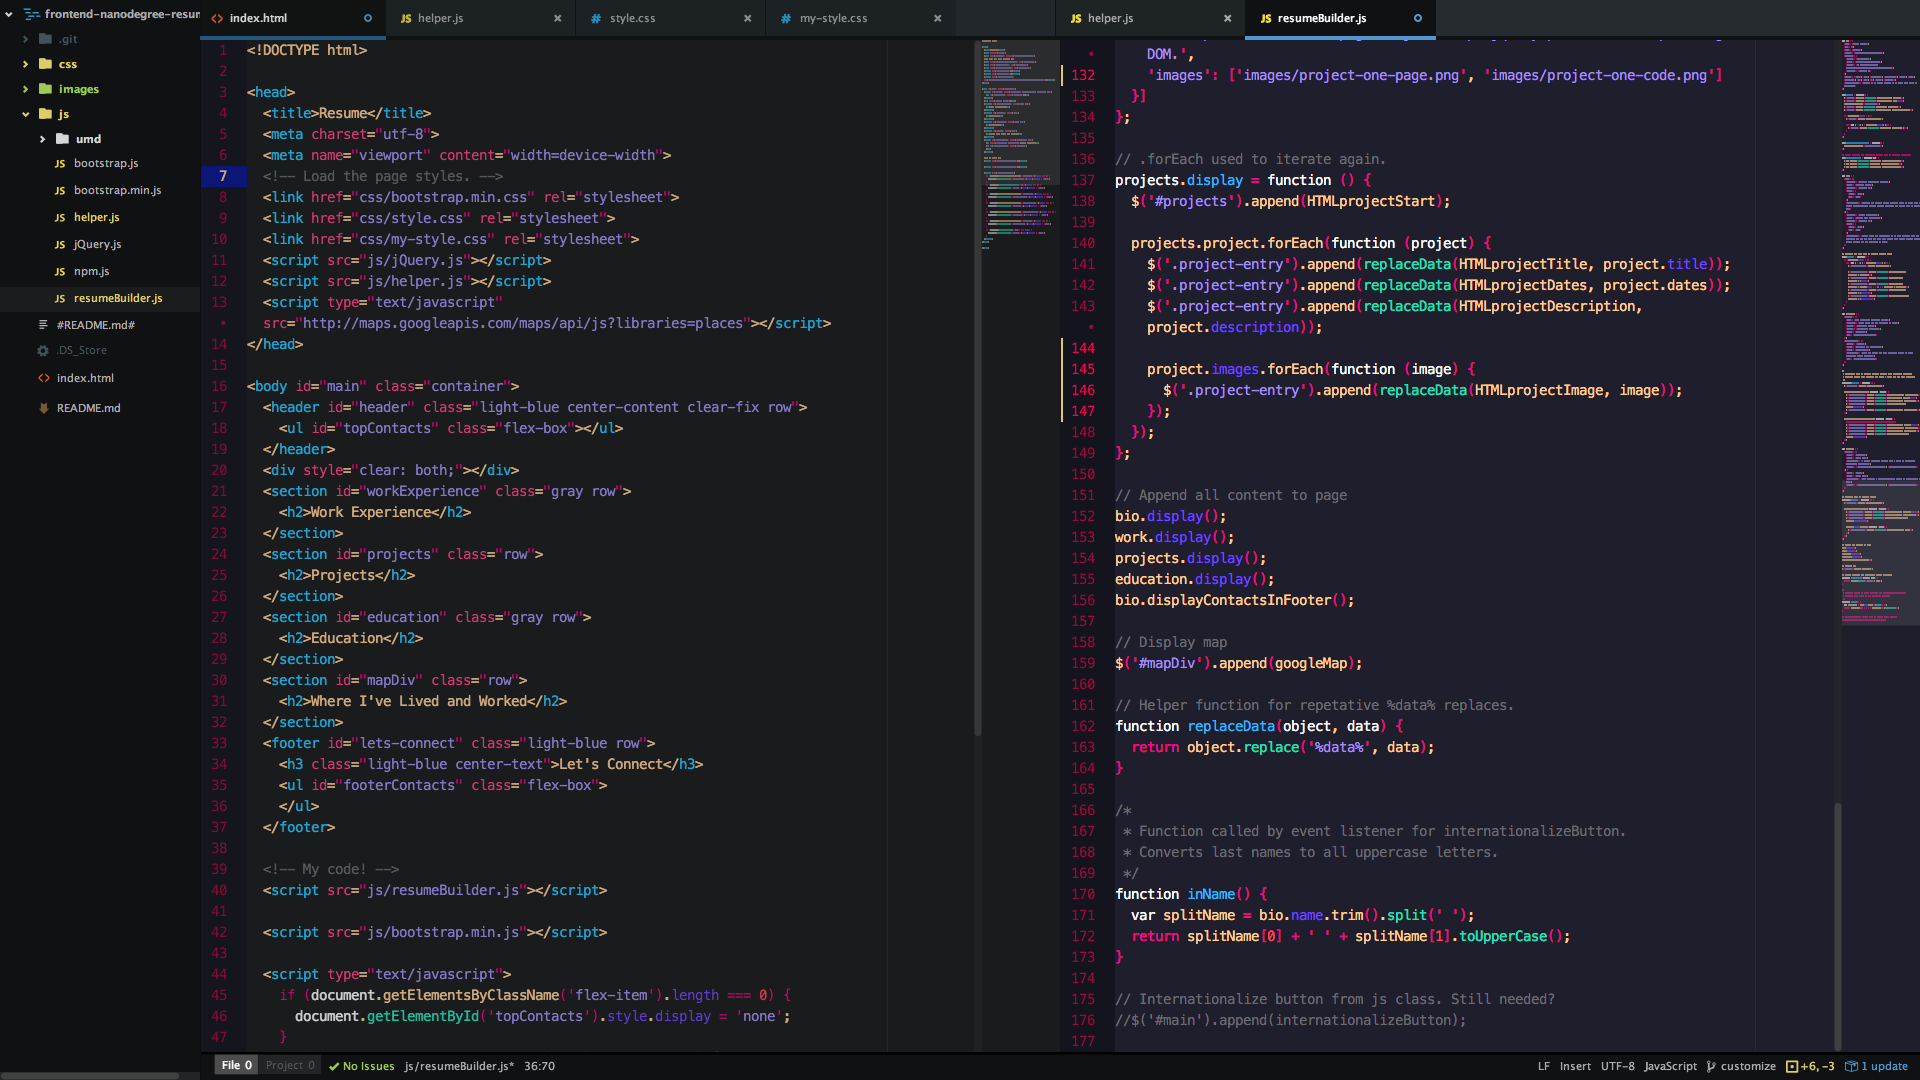 frontend-nanodegree-resum
.git
css
images
js
umd
JS bootstrap.js
JS bootstrap.min.js
JS helper.js
JS jQuery.js
JS npm.js
JS resumeBuilder.js
#README.md#
.DS_Store
<> index.html
README.md
<> index.html
JS helper.js ×
# style.css ×
# my-style.css ×
1 <!DOCTYPE html>
2
3 <head>
4 <title>Resume</title>
5 <meta charset="utf-8">
6 <meta name="viewport" content="width=device-width">
7 <!-- Load the page styles. -->
8 <link href="css/bootstrap.min.css" rel="stylesheet">
9 <link href="css/style.css" rel="stylesheet">
10 <link href="css/my-style.css" rel="stylesheet">
11 <script src="js/jQuery.js"></script>
12 <script src="js/helper.js"></script>
13 <script type="text/javascript"
• src="http://maps.googleapis.com/maps/api/js?libraries=places"></script>
14 </head>
15
16 <body id="main" class="container">
17 <header id="header" class="light-blue center-content clear-fix row">
18 <ul id="topContacts" class="flex-box"></ul>
19 </header>
20 <div style="clear: both;"></div>
21 <section id="workExperience" class="gray row">
22 <h2>Work Experience</h2>
23 </section>
24 <section id="projects" class="row">
25 <h2>Projects</h2>
26 </section>
27 <section id="education" class="gray row">
28 <h2>Education</h2>
29 </section>
30 <section id="mapDiv" class="row">
31 <h2>Where I've Lived and Worked</h2>
32 </section>
33 <footer id="lets-connect" class="light-blue row">
34 <h3 class="light-blue center-text">Let's Connect</h3>
35 <ul id="footerContacts" class="flex-box">
36 </ul>
37 </footer>
38
39 <!-- My code! -->
40 <script src="js/resumeBuilder.js"></script>
41
42 <script src="js/bootstrap.min.js"></script>
43
44 <script type="text/javascript">
45 if (document.getElementsByClassName('flex-item').length === 0) {
46 document.getElementById('topContacts').style.display = 'none';
47 }
JS helper.js ×
JS resumeBuilder.js
• DOM.',
132 'images': ['images/project-one-page.png', 'images/project-one-code.png']
133 }]
134 };
135
136 // .forEach used to iterate again.
137 projects.display = function () {
138 $('#projects').append(HTMLprojectStart);
139
140 projects.project.forEach(function (project) {
141 $('.project-entry').append(replaceData(HTMLprojectTitle, project.title));
142 $('.project-entry').append(replaceData(HTMLprojectDates, project.dates));
143 $('.project-entry').append(replaceData(HTMLprojectDescription,
• project.description));
144
145 project.images.forEach(function (image) {
146 $('.project-entry').append(replaceData(HTMLprojectImage, image));
147 });
148 });
149 };
150
151 // Append all content to page
152 bio.display();
153 work.display();
154 projects.display();
155 education.display();
156 bio.displayContactsInFooter();
157
158 // Display map
159 $('#mapDiv').append(googleMap);
160
161 // Helper function for repetative %data% replaces.
162 function replaceData(object, data) {
163 return object.replace('%data%', data);
164 }
165
166 /*
167 * Function called by event listener for internationalizeButton.
168 * Converts last names to all uppercase letters.
169 */
170 function inName() {
171 var splitName = bio.name.trim().split(' ');
172 return splitName[0] + ' ' + splitName[1].toUpperCase();
173 }
174
175 // Internationalize button from js class. Still needed?
176 //$('#main').append(internationalizeButton);
177
File 0 Project 0 No Issues js/resumeBuilder.js* 36:70
LF Insert UTF-8 JavaScript customize +6, -3 1 update